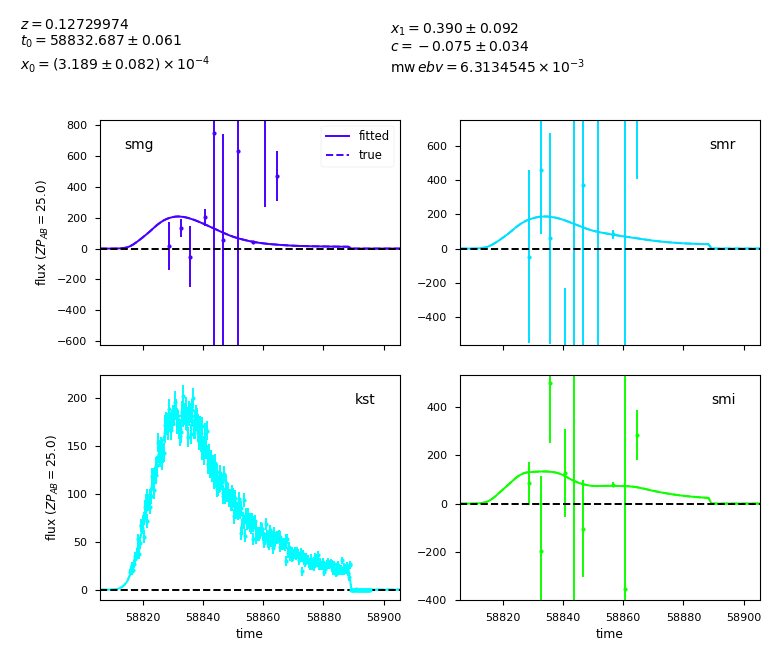 z = 0.12729974
t₀ = 58832.687 ± 0.061
x₀ = (3.189 ± 0.082) × 10⁻⁴
x₁ = 0.390 ± 0.092
c = −0.075 ± 0.034
mw ebv = 6.3134545 × 10⁻³
smg
fitted
true
flux (ZP_AB = 25.0)
800
600
400
200
0
−200
−400
−600
smr
600
400
200
0
−200
−400
kst
flux (ZP_AB = 25.0)
200
150
100
50
0
58820 58840 58860 58880 58900
time
smi
400
200
0
−200
−400
58820 58840 58860 58880 58900
time